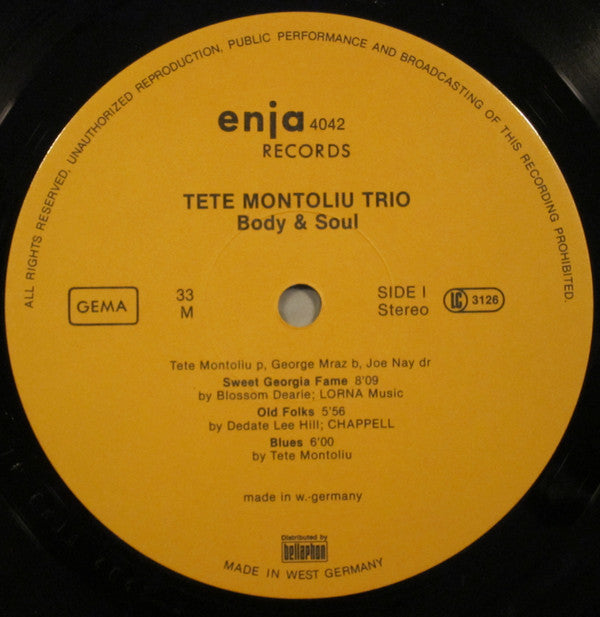 ALL RIGHTS RESERVED. UNAUTHORIZED REPRODUCTION, PUBLIC PERFORMANCE AND BROADCASTING OF THIS RECORDING PROHIBITED.
enja 4042
RECORDS
TETE MONTOLIU TRIO
Body & Soul
GEMA
33
M
SIDE I
Stereo
LC 3126
Tete Montoliu p, George Mraz b, Joe Nay dr
Sweet Georgia Fame 8'09
by Blossom Dearie; LORNA Music
Old Folks 5'56
by Dedate Lee Hill; CHAPPELL
Blues 6'00
by Tete Montoliu
made in w.-germany
Distributed by
bellaphon
MADE IN WEST GERMANY